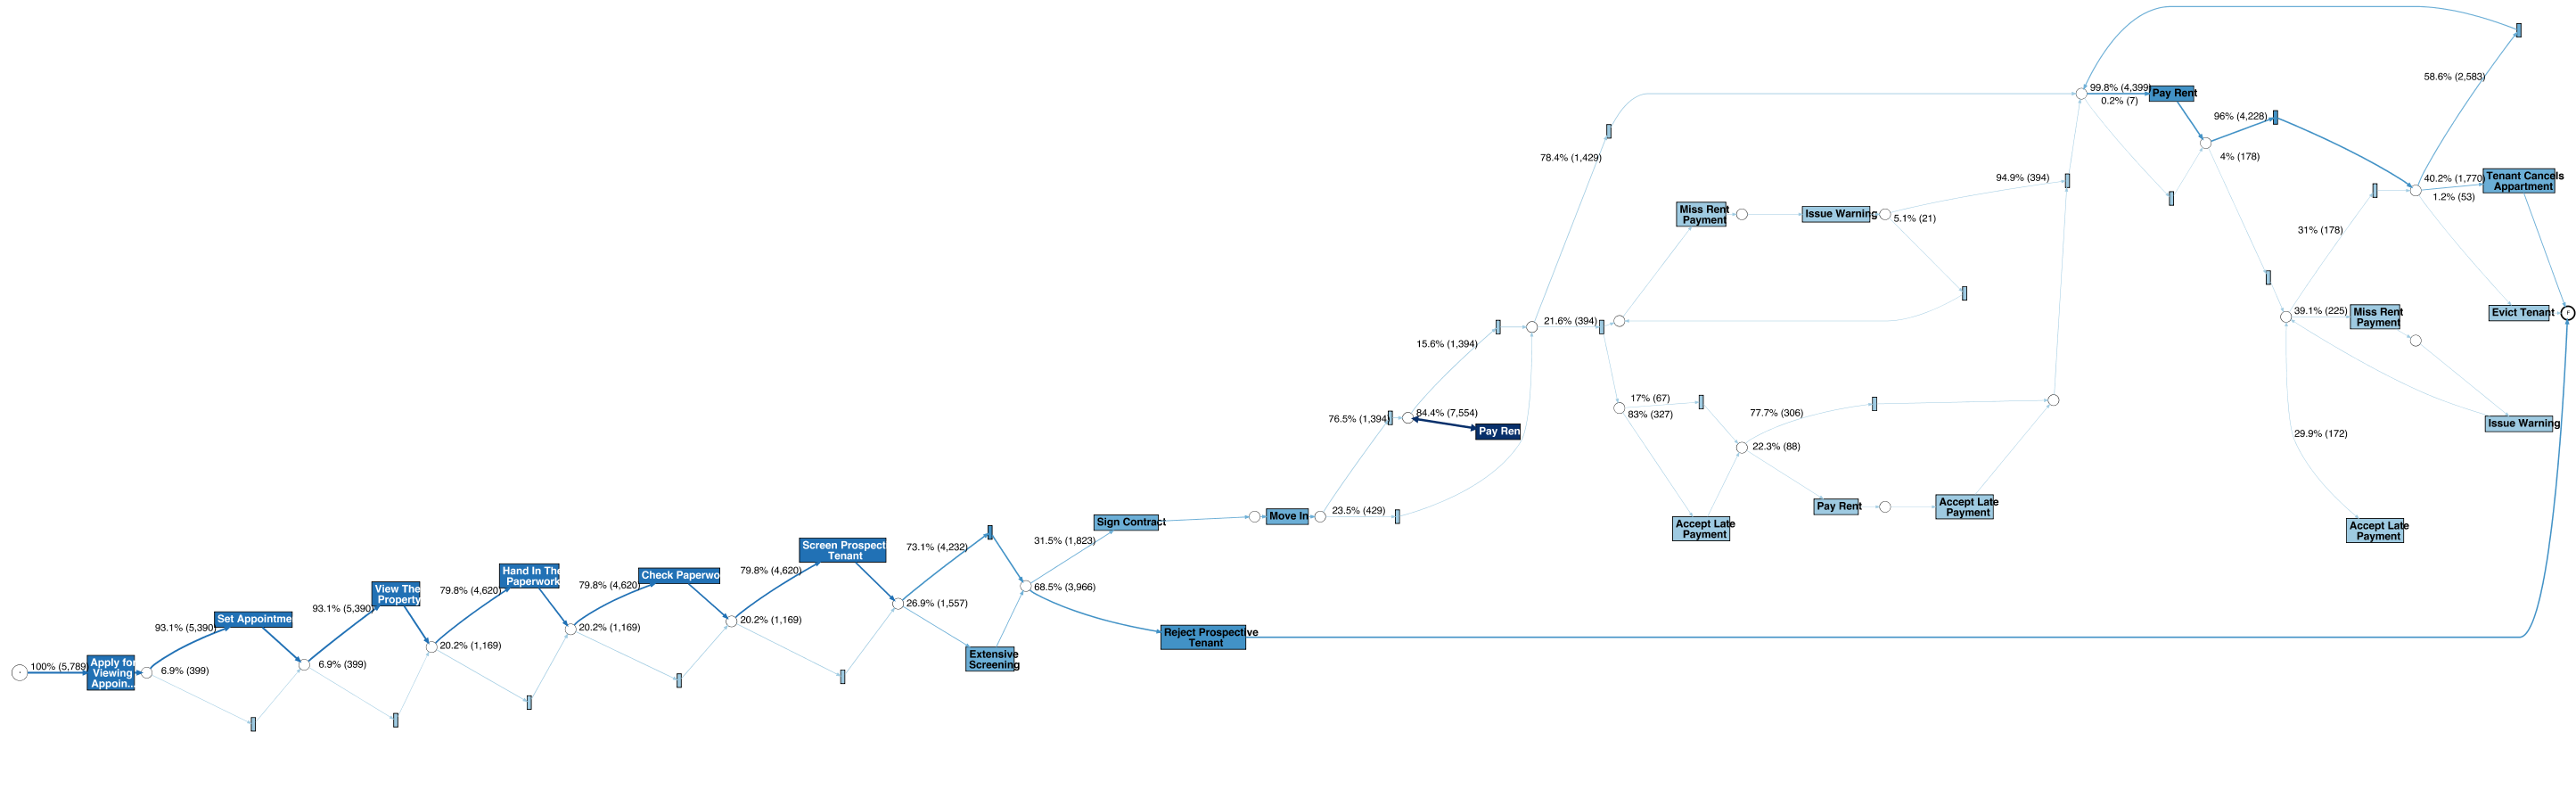 100% (5,789)
Apply for
Viewing
Appoin...
6.9% (399)
93.1% (5,390)
Set Appointme
6.9% (399)
93.1% (5,390)
View The
Property
20.2% (1,169)
79.8% (4,620)
Hand In The
Paperwork
20.2% (1,169)
79.8% (4,620)
Check Paperwo
20.2% (1,169)
79.8% (4,620)
Screen Prospect
Tenant
26.9% (1,557)
73.1% (4,232)
Extensive
Screening
68.5% (3,966)
31.5% (1,823)
Sign Contract
Reject Prospective
Tenant
Move In
23.5% (429)
76.5% (1,394)
84.4% (7,554)
Pay Ren
15.6% (1,394)
21.6% (394)
78.4% (1,429)
Miss Rent
Payment
Issue Warning
5.1% (21)
94.9% (394)
17% (67)
83% (327)
Accept Late
Payment
77.7% (306)
22.3% (88)
Pay Rent
Accept Late
Payment
99.8% (4,399)
0.2% (7)
Pay Rent
96% (4,228)
4% (178)
58.6% (2,583)
40.2% (1,770)
1.2% (53)
Tenant Cancels
Appartment
31% (178)
39.1% (225)
Miss Rent
Payment
Evict Tenant
F
Issue Warning
29.9% (172)
Accept Late
Payment